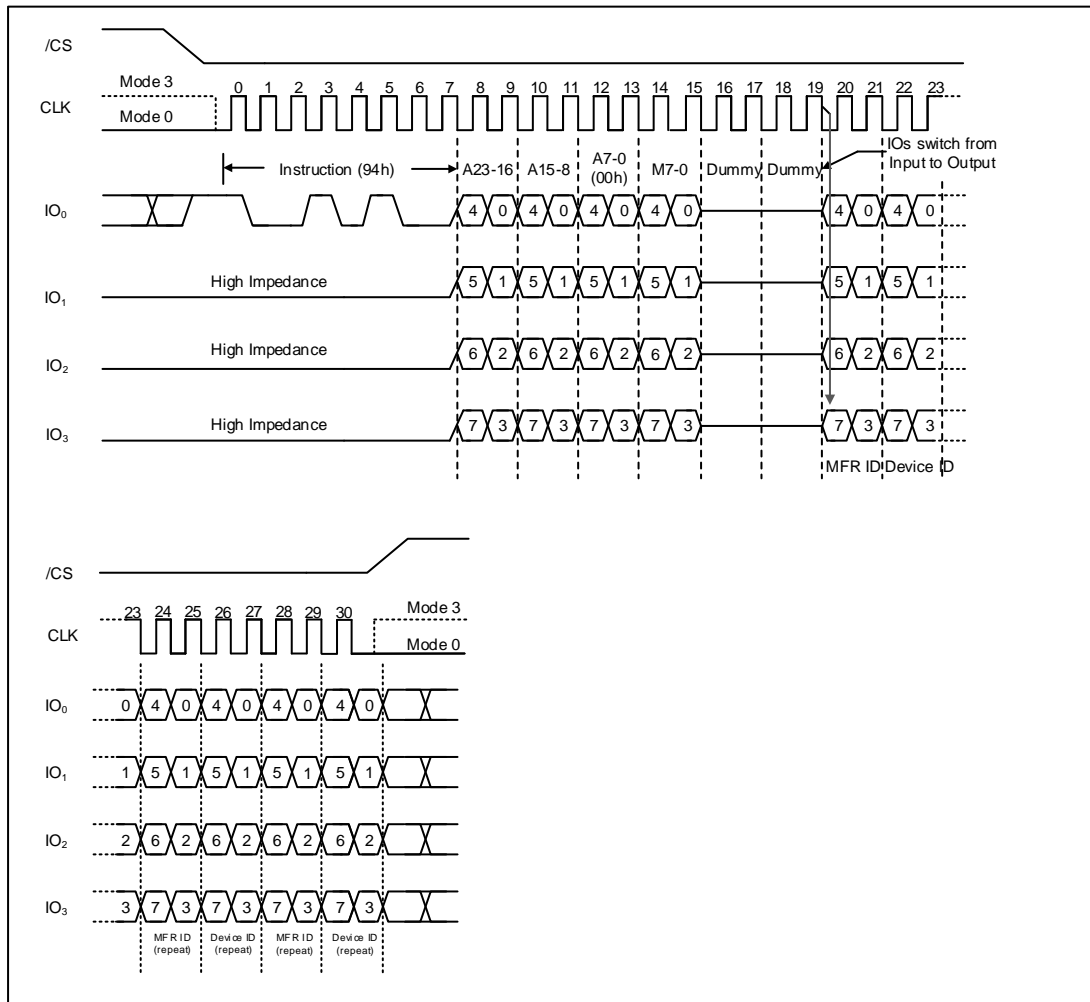 /CS
Mode 3
0 1 2 3 4 5 6 7 8 9 10 11 12 13 14 15 16 17 18 19 20 21 22 23
CLK
Mode 0
IOs switch from
Input to Output
Instruction (94h) A23-16 A15-8 A7-0 (00h) M7-0 Dummy Dummy
IO₀ 4 0 4 0 4 0 4 0 4 0 4 0
High Impedance
IO₁ 5 1 5 1 5 1 5 1 5 1 5 1
High Impedance
IO₂ 6 2 6 2 6 2 6 2 6 2 6 2
High Impedance
IO₃ 7 3 7 3 7 3 7 3 7 3 7 3
MFR ID Device ID
/CS
23 24 25 26 27 28 29 30 Mode 3
CLK
Mode 0
IO₀ 0 4 0 4 0 4 0 4 0
IO₁ 1 5 1 5 1 5 1 5 1
IO₂ 2 6 2 6 2 6 2 6 2
IO₃ 3 7 3 7 3 7 3 7 3
MFR ID Device ID MFR ID Device ID
(repeat) (repeat) (repeat) (repeat)